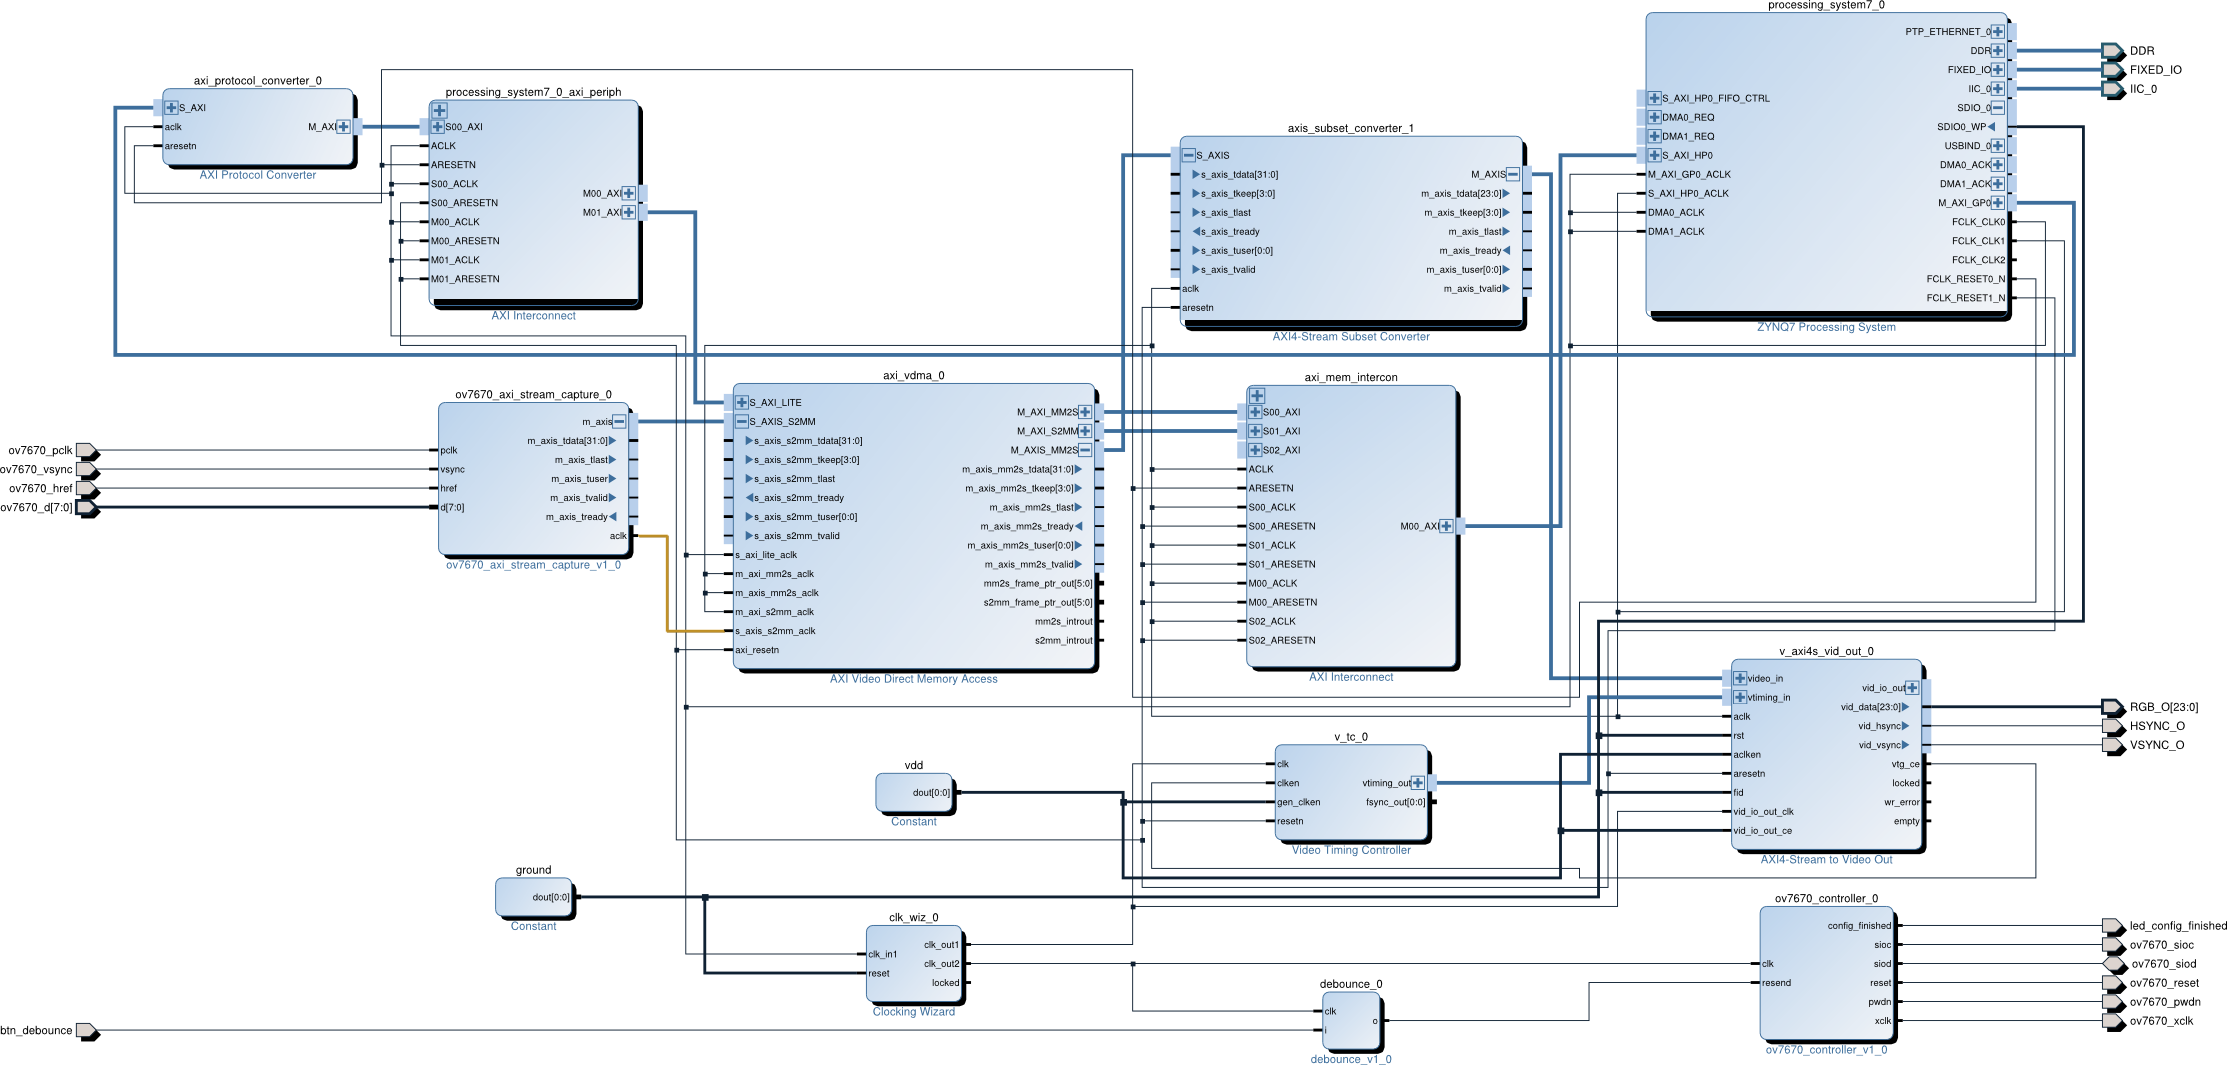 axi_protocol_converter_0
S_AXI
aclk
aresetn
M_AXI
AXI Protocol Converter
processing_system7_0_axi_periph
S00_AXI
ACLK
ARESETN
S00_ACLK
S00_ARESETN
M00_ACLK
M00_ARESETN
M01_ACLK
M01_ARESETN
M00_AXI
M01_AXI
AXI Interconnect
axis_subset_converter_1
S_AXIS
s_axis_tdata[31:0]
s_axis_tkeep[3:0]
s_axis_tlast
s_axis_tready
s_axis_tuser[0:0]
s_axis_tvalid
aclk
aresetn
M_AXIS
m_axis_tdata[23:0]
m_axis_tkeep[3:0]
m_axis_tlast
m_axis_tready
m_axis_tuser[0:0]
m_axis_tvalid
AXI4-Stream Subset Converter
processing_system7_0
S_AXI_HP0_FIFO_CTRL
DMA0_REQ
DMA1_REQ
S_AXI_HP0
M_AXI_GP0_ACLK
S_AXI_HP0_ACLK
DMA0_ACLK
DMA1_ACLK
PTP_ETHERNET_0
DDR
FIXED_IO
IIC_0
SDIO_0
SDIO0_WP
USBIND_0
DMA0_ACK
DMA1_ACK
M_AXI_GP0
FCLK_CLK0
FCLK_CLK1
FCLK_CLK2
FCLK_RESET0_N
FCLK_RESET1_N
ZYNQ7 Processing System
DDR
FIXED_IO
IIC_0
ov7670_pclk
ov7670_vsync
ov7670_href
ov7670_d[7:0]
ov7670_axi_stream_capture_0
pclk
vsync
href
d[7:0]
m_axis
m_axis_tdata[31:0]
m_axis_tlast
m_axis_tuser
m_axis_tvalid
m_axis_tready
aclk
ov7670_axi_stream_capture_v1_0
axi_vdma_0
S_AXI_LITE
S_AXIS_S2MM
s_axis_s2mm_tdata[31:0]
s_axis_s2mm_tkeep[3:0]
s_axis_s2mm_tlast
s_axis_s2mm_tready
s_axis_s2mm_tuser[0:0]
s_axis_s2mm_tvalid
s_axi_lite_aclk
m_axi_mm2s_aclk
m_axis_mm2s_aclk
m_axi_s2mm_aclk
s_axis_s2mm_aclk
axi_resetn
M_AXI_MM2S
M_AXI_S2MM
M_AXIS_MM2S
m_axis_mm2s_tdata[31:0]
m_axis_mm2s_tkeep[3:0]
m_axis_mm2s_tlast
m_axis_mm2s_tready
m_axis_mm2s_tuser[0:0]
m_axis_mm2s_tvalid
mm2s_frame_ptr_out[5:0]
s2mm_frame_ptr_out[5:0]
mm2s_introut
s2mm_introut
AXI Video Direct Memory Access
axi_mem_intercon
S00_AXI
S01_AXI
S02_AXI
ACLK
ARESETN
S00_ACLK
S00_ARESETN
S01_ACLK
S01_ARESETN
M00_ACLK
M00_ARESETN
S02_ACLK
S02_ARESETN
M00_AXI
AXI Interconnect
v_axi4s_vid_out_0
video_in
vtiming_in
aclk
rst
aclken
aresetn
fid
vid_io_out_clk
vid_io_out_ce
vid_io_out
vid_data[23:0]
vid_hsync
vid_vsync
vtg_ce
locked
wr_error
empty
AXI4-Stream to Video Out
RGB_O[23:0]
HSYNC_O
VSYNC_O
v_tc_0
clk
clken
gen_clken
resetn
vtiming_out
fsync_out[0:0]
Video Timing Controller
vdd
dout[0:0]
Constant
ground
dout[0:0]
Constant
clk_wiz_0
clk_in1
reset
clk_out1
clk_out2
locked
Clocking Wizard
btn_debounce
debounce_0
clk
i
o
debounce_v1_0
ov7670_controller_0
clk
resend
config_finished
sioc
siod
reset
pwdn
xclk
ov7670_controller_v1_0
led_config_finished
ov7670_sioc
ov7670_siod
ov7670_reset
ov7670_pwdn
ov7670_xclk